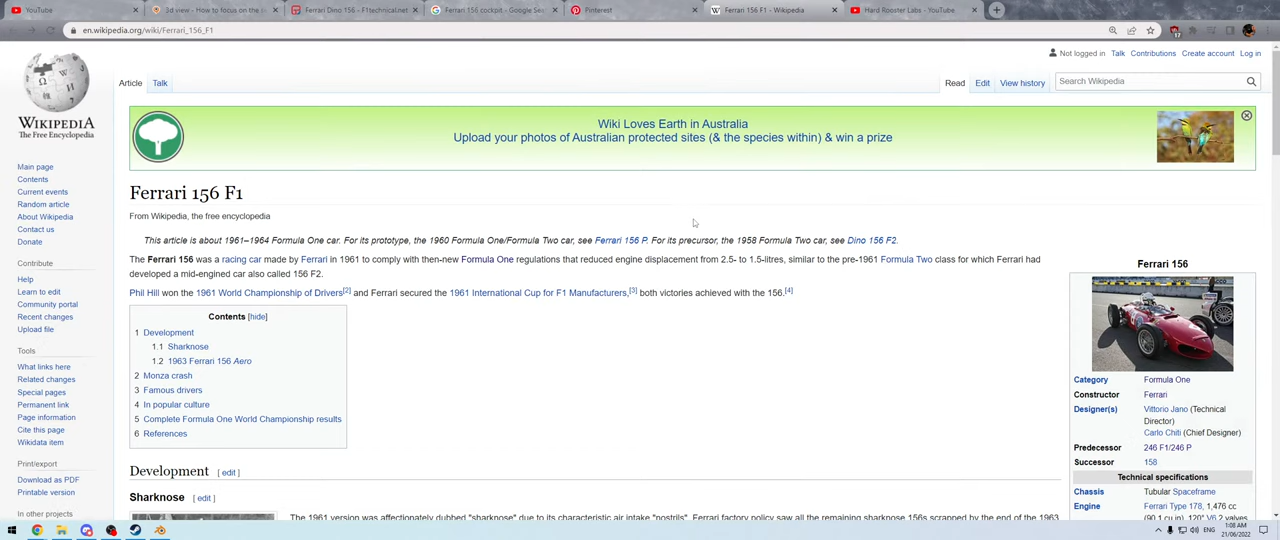 YouTube
3d view - How to focus on the s
Ferrari Dino 156 - F1technical.net
Ferrari 156 cockpit - Google Sea
Pinterest
Ferrari 156 F1 - Wikipedia
Hard Rooster Labs - YouTube
en.wikipedia.org/wiki/Ferrari_156_F1
Not logged in Talk Contributions Create account Log in
Article Talk
Read Edit View history
Search Wikipedia
WIKIPEDIA
The Free Encyclopedia
Wiki Loves Earth in Australia
Upload your photos of Australian protected sites (& the species within) & win a prize
Main page
Contents
Current events
Random article
About Wikipedia
Contact us
Donate
Contribute
Help
Learn to edit
Community portal
Recent changes
Upload file
Tools
What links here
Related changes
Special pages
Permanent link
Page information
Cite this page
Wikidata item
Print/export
Download as PDF
Printable version
In other projects
Ferrari 156 F1
From Wikipedia, the free encyclopedia
This article is about 1961–1964 Formula One car. For its prototype, the 1960 Formula One/Formula Two car, see Ferrari 156 P. For its precursor, the 1958 Formula Two car, see Dino 156 F2.
The Ferrari 156 was a racing car made by Ferrari in 1961 to comply with then-new Formula One regulations that reduced engine displacement from 2.5- to 1.5-litres, similar to the pre-1961 Formula Two class for which Ferrari had
developed a mid-engined car also called 156 F2.
Phil Hill won the 1961 World Championship of Drivers[2] and Ferrari secured the 1961 International Cup for F1 Manufacturers,[3] both victories achieved with the 156.[4]
Contents [hide]
1 Development
1.1 Sharknose
1.2 1963 Ferrari 156 Aero
2 Monza crash
3 Famous drivers
4 In popular culture
5 Complete Formula One World Championship results
6 References
Development [ edit ]
Sharknose [ edit ]
The 1961 version was affectionately dubbed "sharknose" due to its characteristic air intake "nostrils". Ferrari factory policy saw all the remaining sharknose 156s scrapped by the end of the 1963
Ferrari 156
Category Formula One
Constructor Ferrari
Designer(s) Vittorio Jano (Technical
Director)
Carlo Chiti (Chief Designer)
Predecessor 246 F1/246 P
Successor 158
Technical specifications
Chassis Tubular Spaceframe
Engine Ferrari Type 178, 1,476 cc
(90.1 cu in), 120° V6 2 valves
1:08 AM
21/06/2022